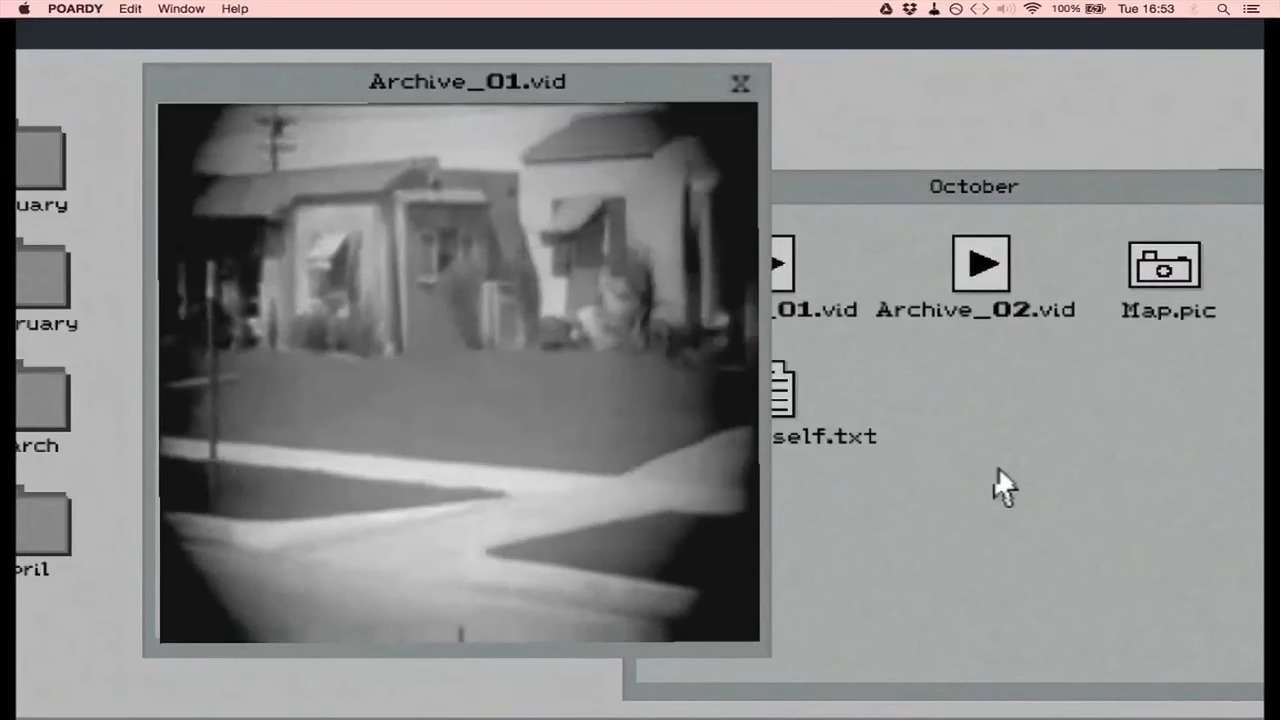 POARDY Edit Window Help 100% Tue 16:53
Archive_01.vid X
October
uary
_01.vid Archive_02.vid Map.pic
ruary
self.txt
arch
pril